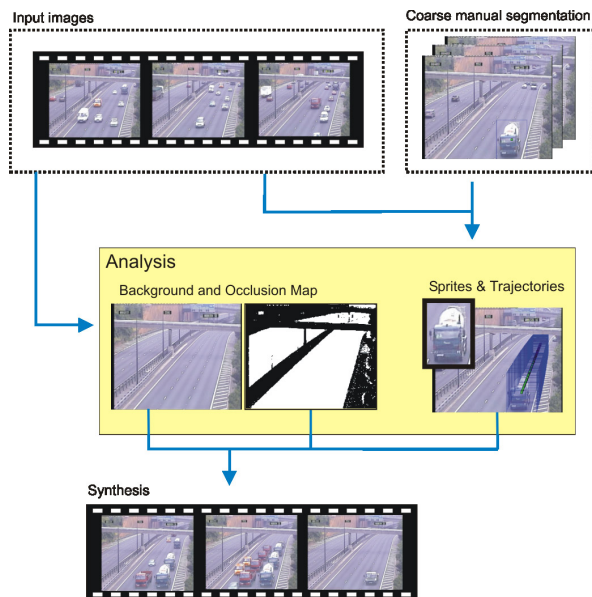 Input images
Coarse manual segmentation
Analysis
Background and Occlusion Map
Sprites & Trajectories
Synthesis